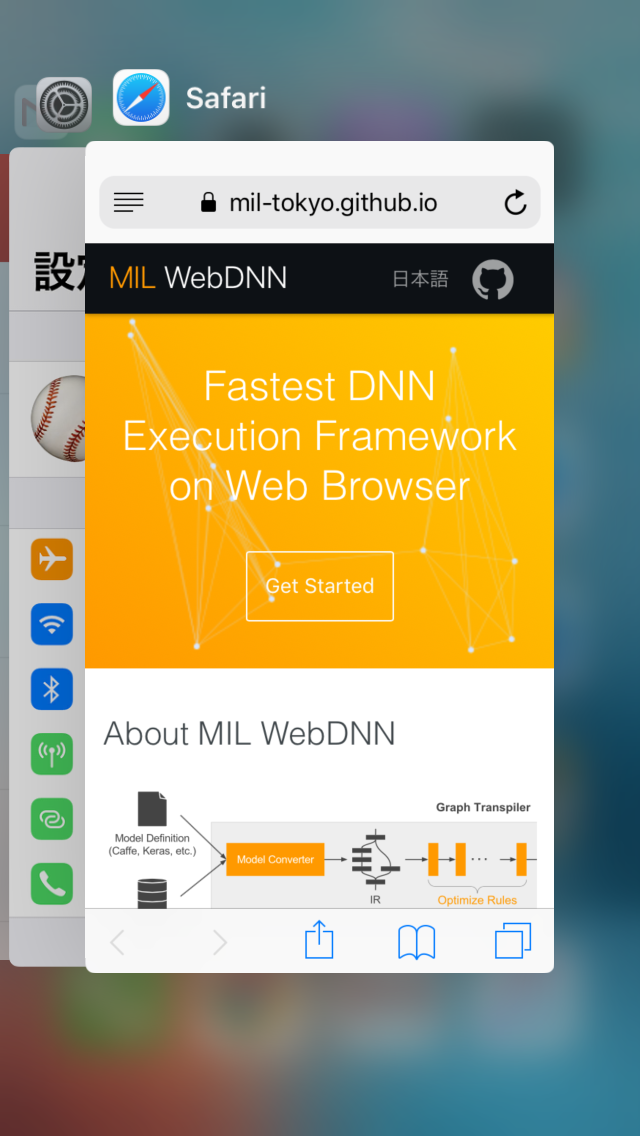 Safari
mil-tokyo.github.io
設定
MIL WebDNN
日本語
Fastest DNN
Execution Framework
on Web Browser
Get Started
About MIL WebDNN
Graph Transpiler
Model Definition
(Caffe, Keras, etc.)
Model Converter
IR
...
Optimize Rules